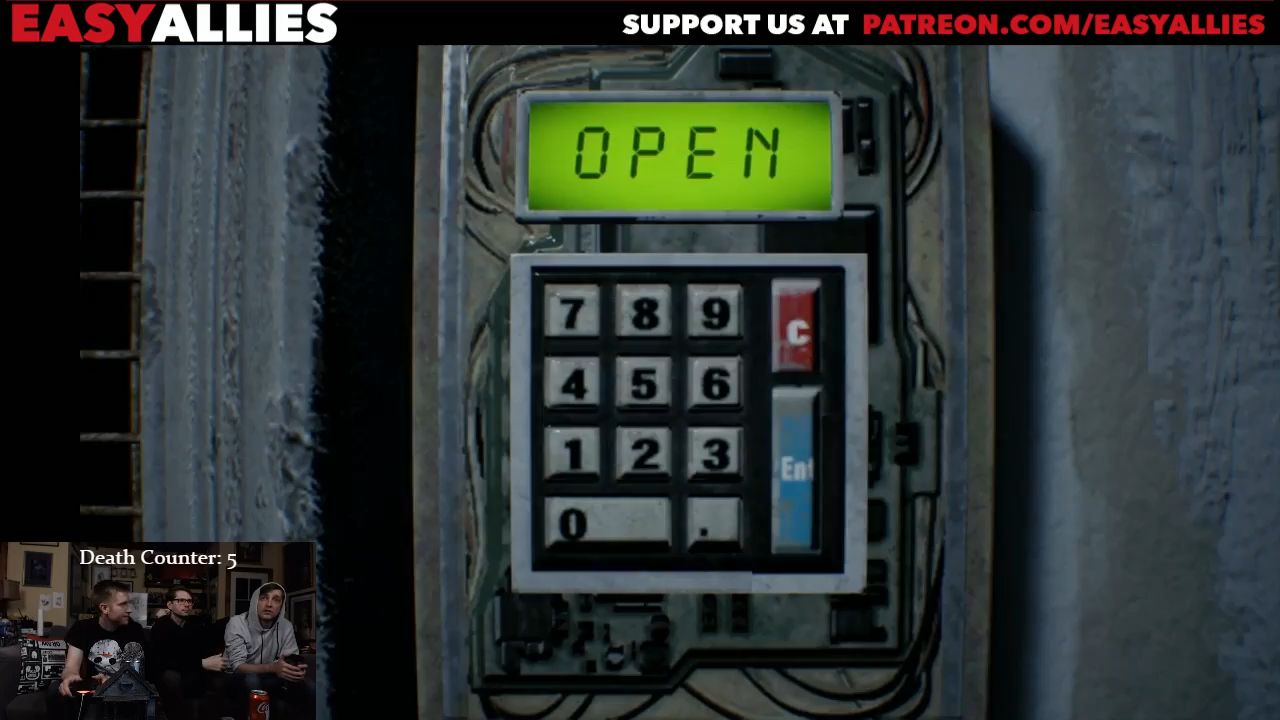 EASYALLIES
SUPPORT US AT PATREON.COM/EASYALLIES
OPEN
7 8 9 C
4 5 6
1 2 3 Ent
0 .
Death Counter: 5